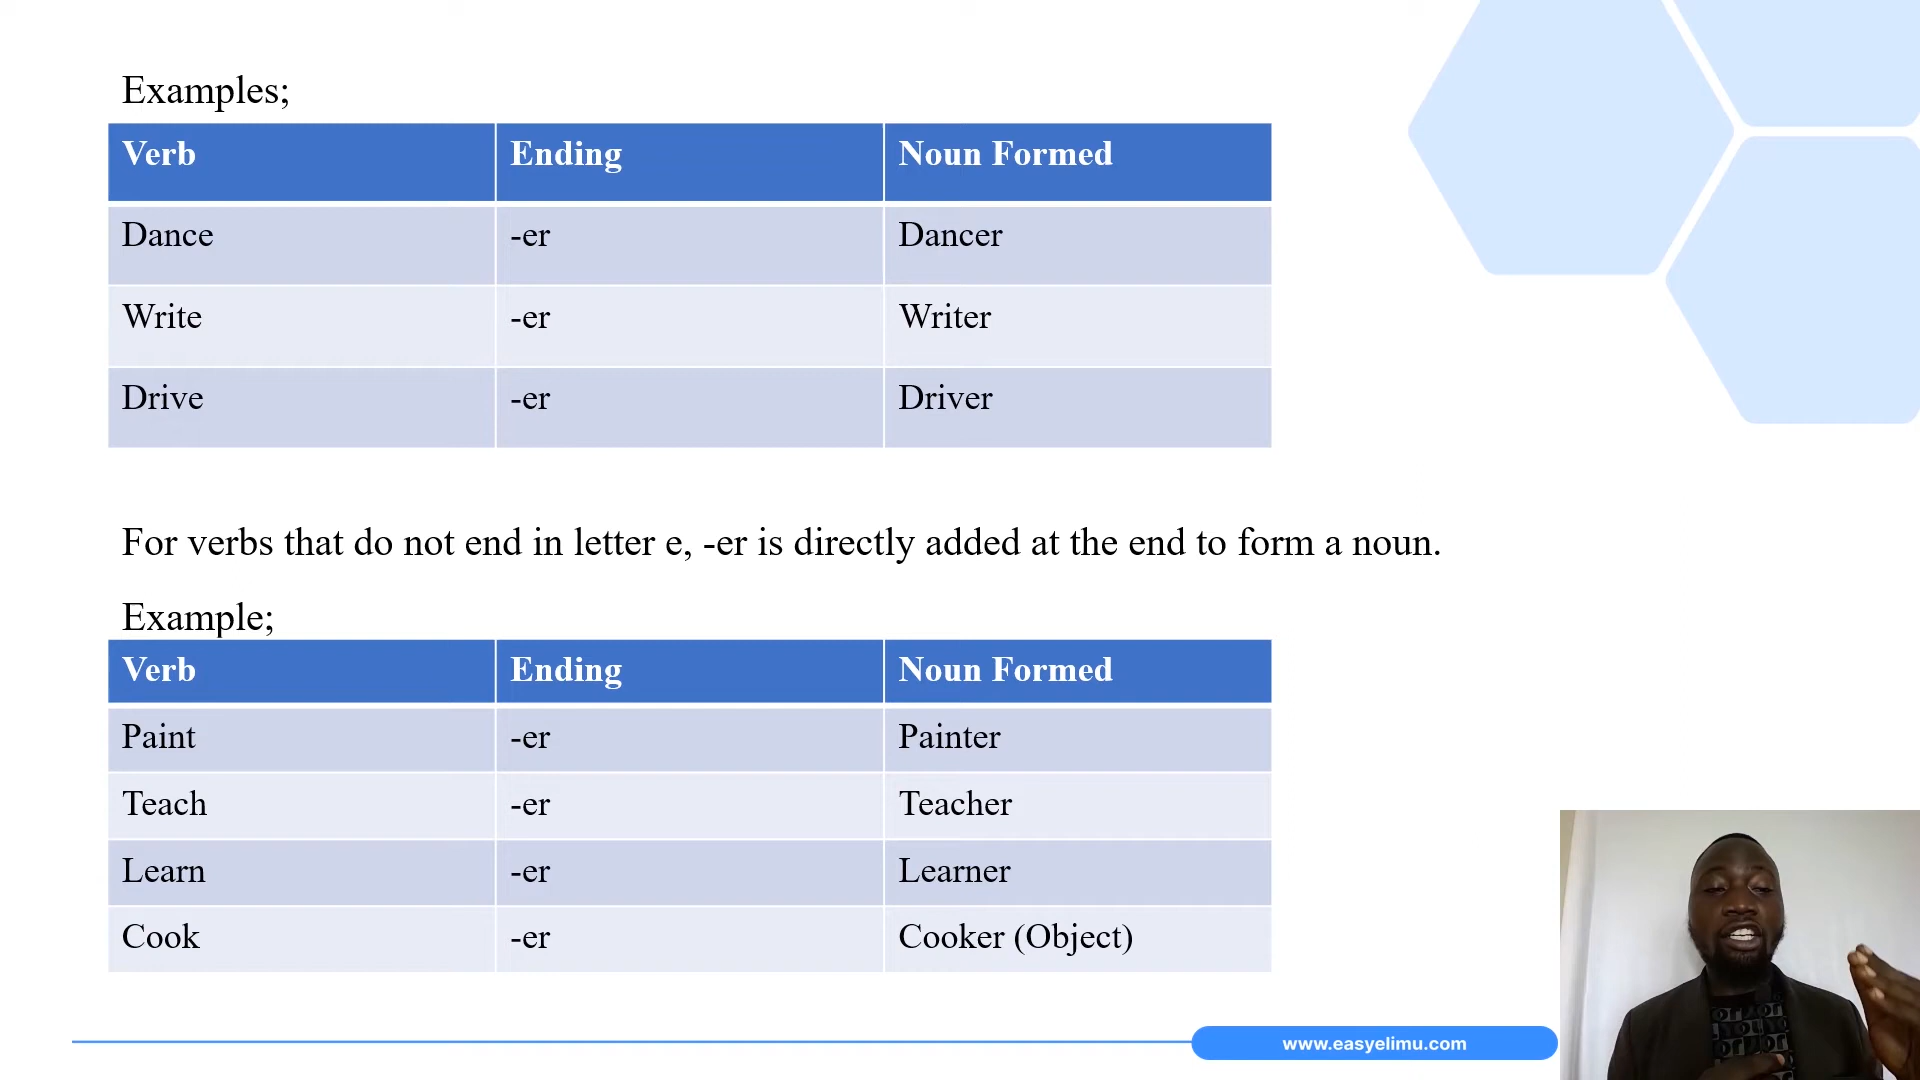 Examples;
Verb Ending Noun Formed
Dance -er Dancer
Write -er Writer
Drive -er Driver
For verbs that do not end in letter e, -er is directly added at the end to form a noun.
Example;
Verb Ending Noun Formed
Paint -er Painter
Teach -er Teacher
Learn -er Learner
Cook -er Cooker (Object)
www.easyelimu.com